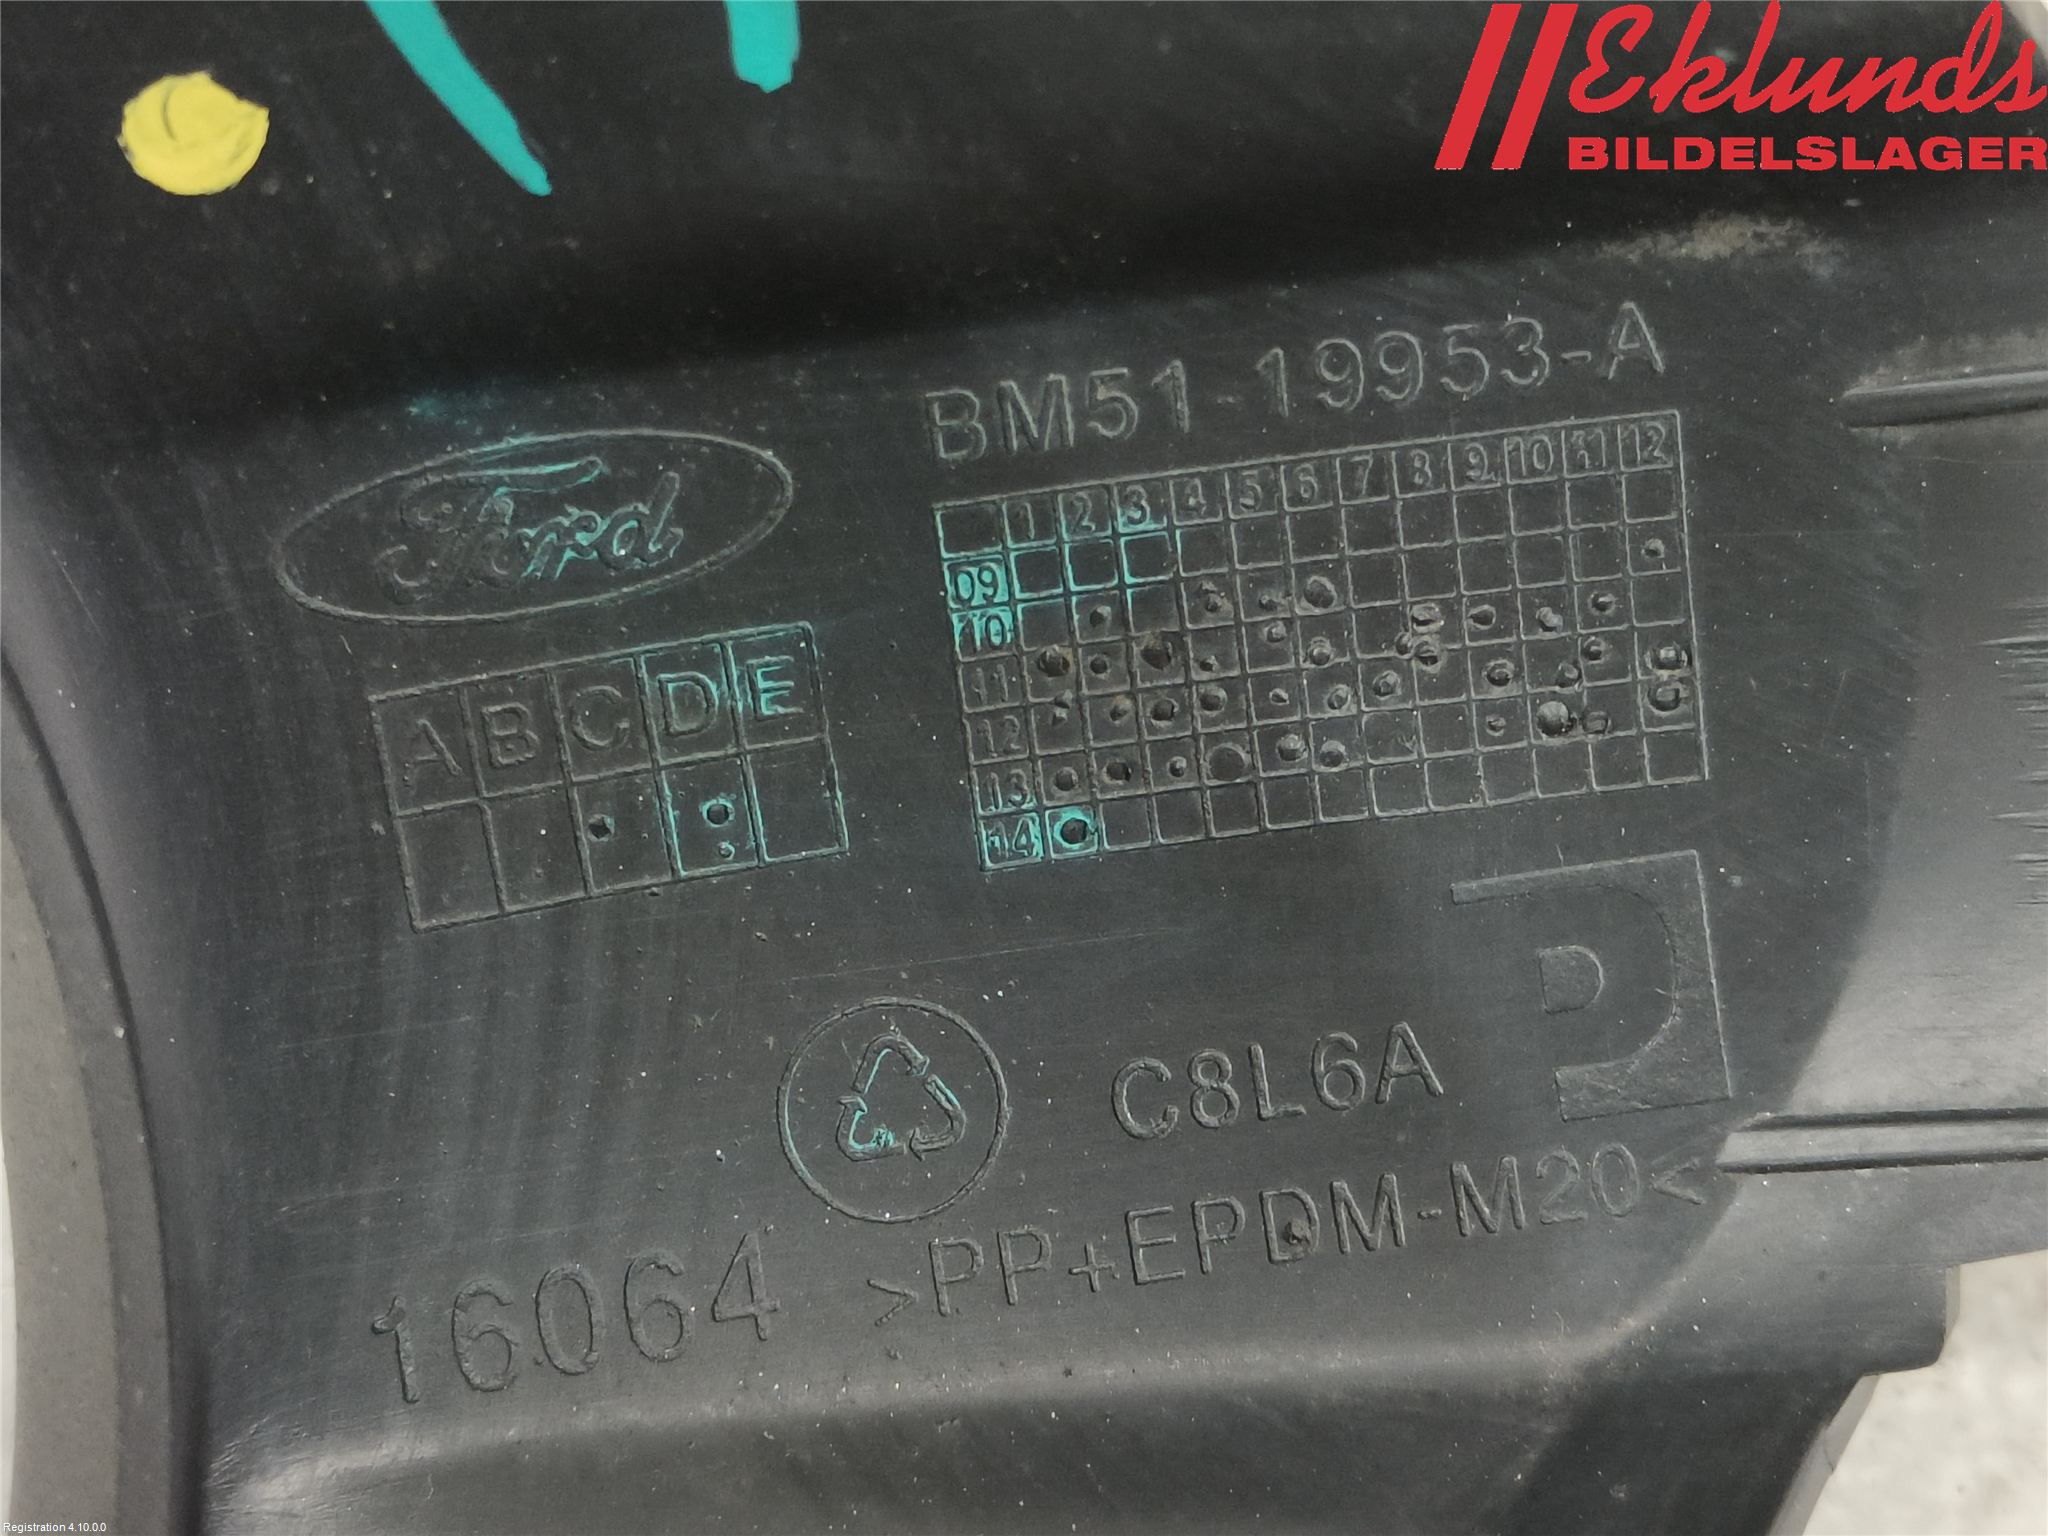 Eklunds
BILDELSLAGER
BM51-19953-A
Ford
1 2 3 4 5 6 7 8 9 10 11 12
09
10
11
12
13
14
A B C D E
C8L6A
16064 >PP+EPDM-M20<
Registration 4.10.0.0